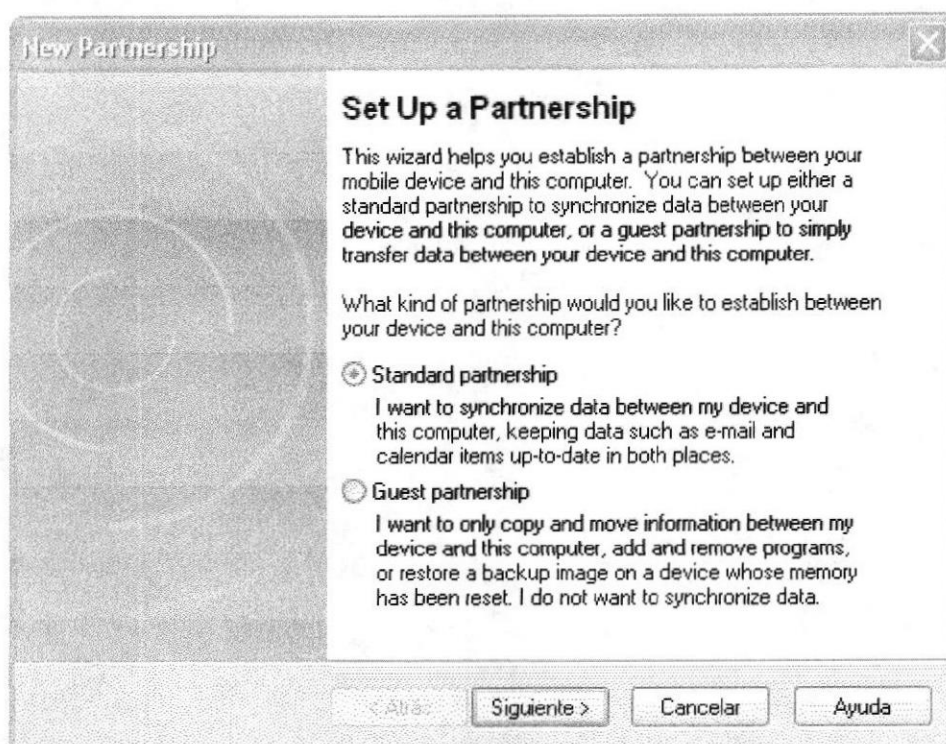 New Partnership
Set Up a Partnership
This wizard helps you establish a partnership between your
mobile device and this computer. You can set up either a
standard partnership to synchronize data between your
device and this computer, or a guest partnership to simply
transfer data between your device and this computer.
What kind of partnership would you like to establish between
your device and this computer?
Standard partnership
I want to synchronize data between my device and
this computer, keeping data such as e-mail and
calendar items up-to-date in both places.
Guest partnership
I want to only copy and move information between my
device and this computer, add and remove programs,
or restore a backup image on a device whose memory
has been reset. I do not want to synchronize data.
< Atrás Siguiente > Cancelar Ayuda